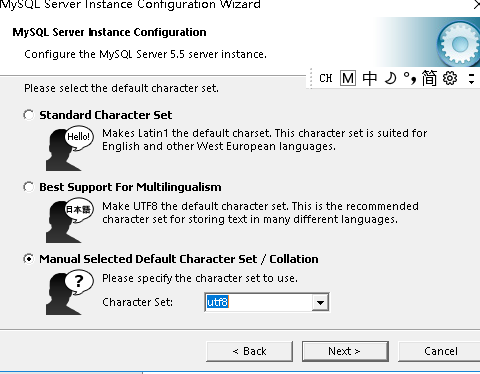 MySQL Server Instance Configuration Wizard
MySQL Server Instance Configuration
Configure the MySQL Server 5.5 server instance.
CH M 中 简
Please select the default character set.
Standard Character Set
Hello!
Makes Latin1 the default charset. This character set is suited for
English and other West European languages.
Best Support For Multilingualism
日本語
Make UTF8 the default character set. This is the recommended
character set for storing text in many different languages.
Manual Selected Default Character Set / Collation
?
Please specify the character set to use.
Character Set: utf8
< Back Next > Cancel